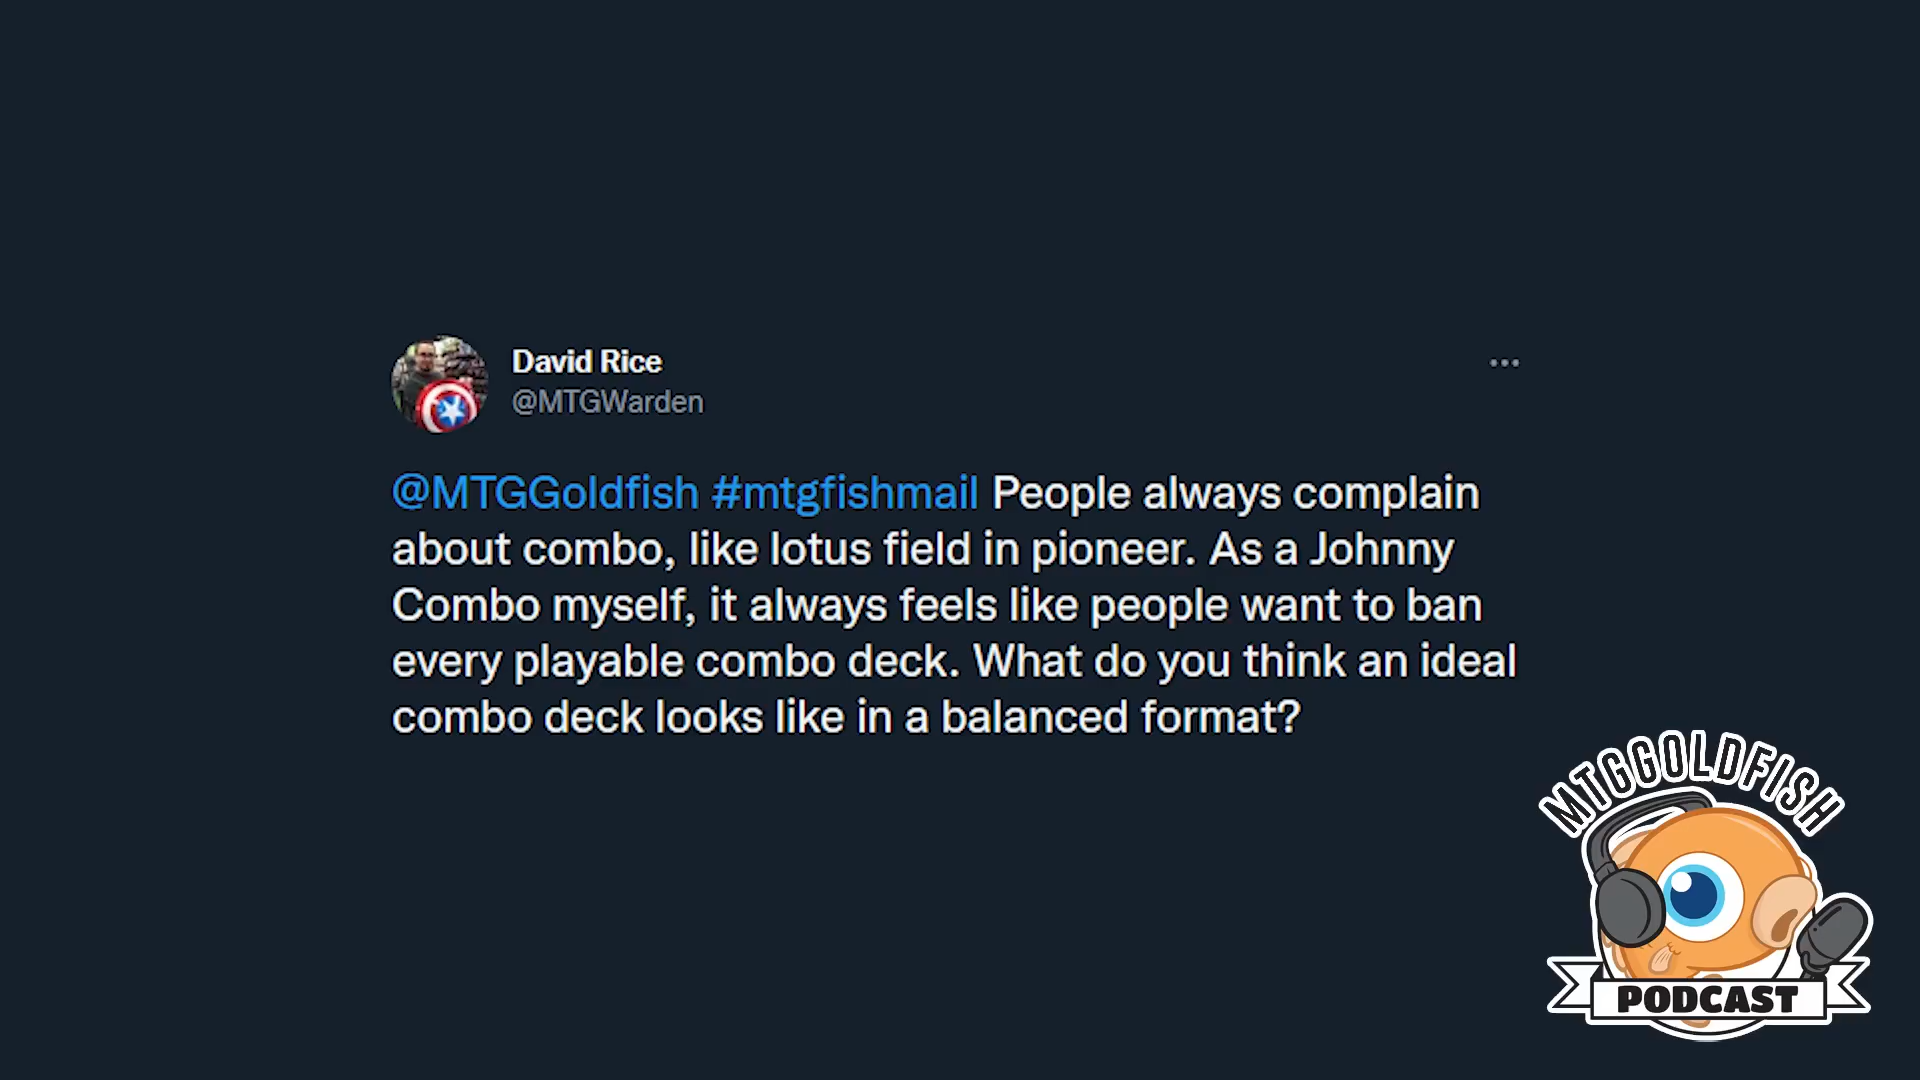 David Rice
@MTGWarden
@MTGGoldfish #mtgfishmail People always complain
about combo, like lotus field in pioneer. As a Johnny
Combo myself, it always feels like people want to ban
every playable combo deck. What do you think an ideal
combo deck looks like in a balanced format?
MTGGOLDFISH
PODCAST